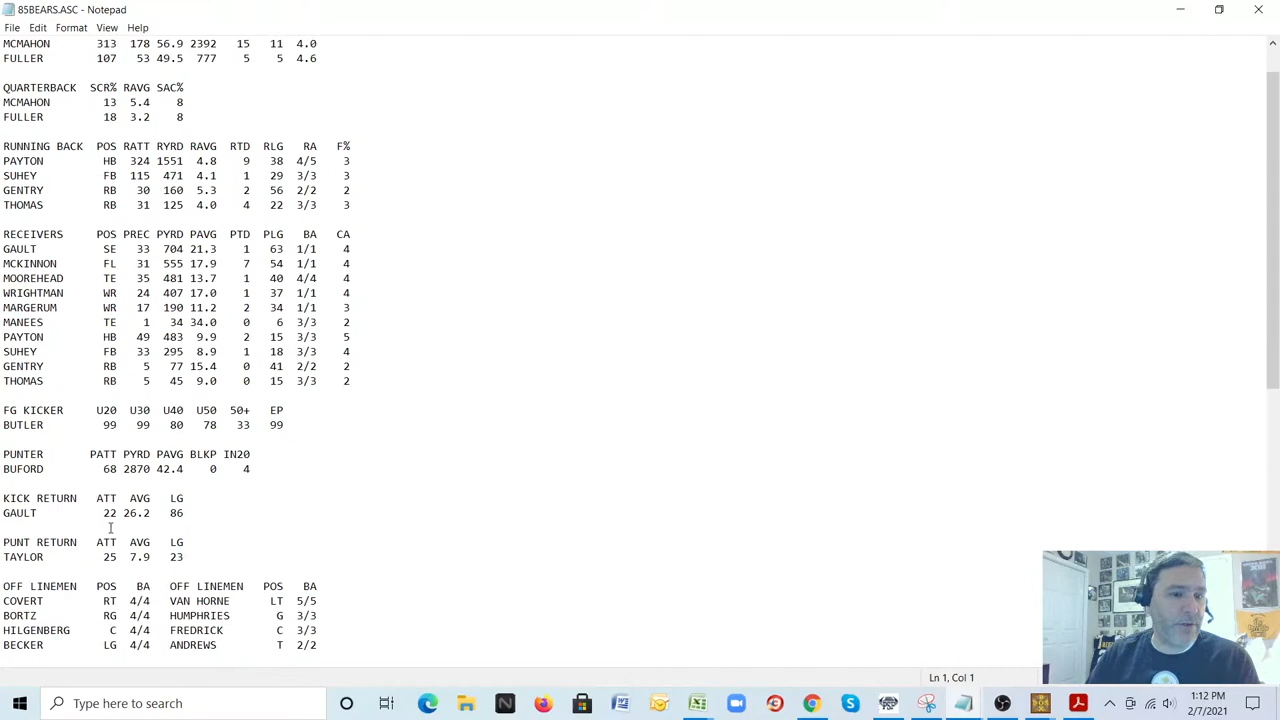 85BEARS.ASC - Notepad
File Edit Format View Help
MCMAHON 313 178 56.9 2392 15 11 4.0
FULLER 107 53 49.5 777 5 5 4.6
QUARTERBACK SCR% RAVG SAC%
MCMAHON 13 5.4 8
FULLER 18 3.2 8
RUNNING BACK POS RATT RYRD RAVG RTD RLG RA F%
PAYTON HB 324 1551 4.8 9 38 4/5 3
SUHEY FB 115 471 4.1 1 29 3/3 3
GENTRY RB 30 160 5.3 2 56 2/2 2
THOMAS RB 31 125 4.0 4 22 3/3 3
RECEIVERS POS PREC PYRD PAVG PTD PLG BA CA
GAULT SE 33 704 21.3 1 63 1/1 4
MCKINNON FL 31 555 17.9 7 54 1/1 4
MOOREHEAD TE 35 481 13.7 1 40 4/4 4
WRIGHTMAN WR 24 407 17.0 1 37 1/1 4
MARGERUM WR 17 190 11.2 2 34 1/1 3
MANEES TE 1 34 34.0 0 6 3/3 2
PAYTON HB 49 483 9.9 2 15 3/3 5
SUHEY FB 33 295 8.9 1 18 3/3 4
GENTRY RB 5 77 15.4 0 41 2/2 2
THOMAS RB 5 45 9.0 0 15 3/3 2
FG KICKER U20 U30 U40 U50 50+ EP
BUTLER 99 99 80 78 33 99
PUNTER PATT PYRD PAVG BLKP IN20
BUFORD 68 2870 42.4 0 4
KICK RETURN ATT AVG LG
GAULT 22 26.2 86
PUNT RETURN ATT AVG LG
TAYLOR 25 7.9 23
OFF LINEMEN POS BA OFF LINEMEN POS BA
COVERT RT 4/4 VAN HORNE LT 5/5
BORTZ RG 4/4 HUMPHRIES G 3/3
HILGENBERG C 4/4 FREDRICK C 3/3
BECKER LG 4/4 ANDREWS T 2/2
Ln 1, Col 1
Type here to search
1:12 PM
2/7/2021